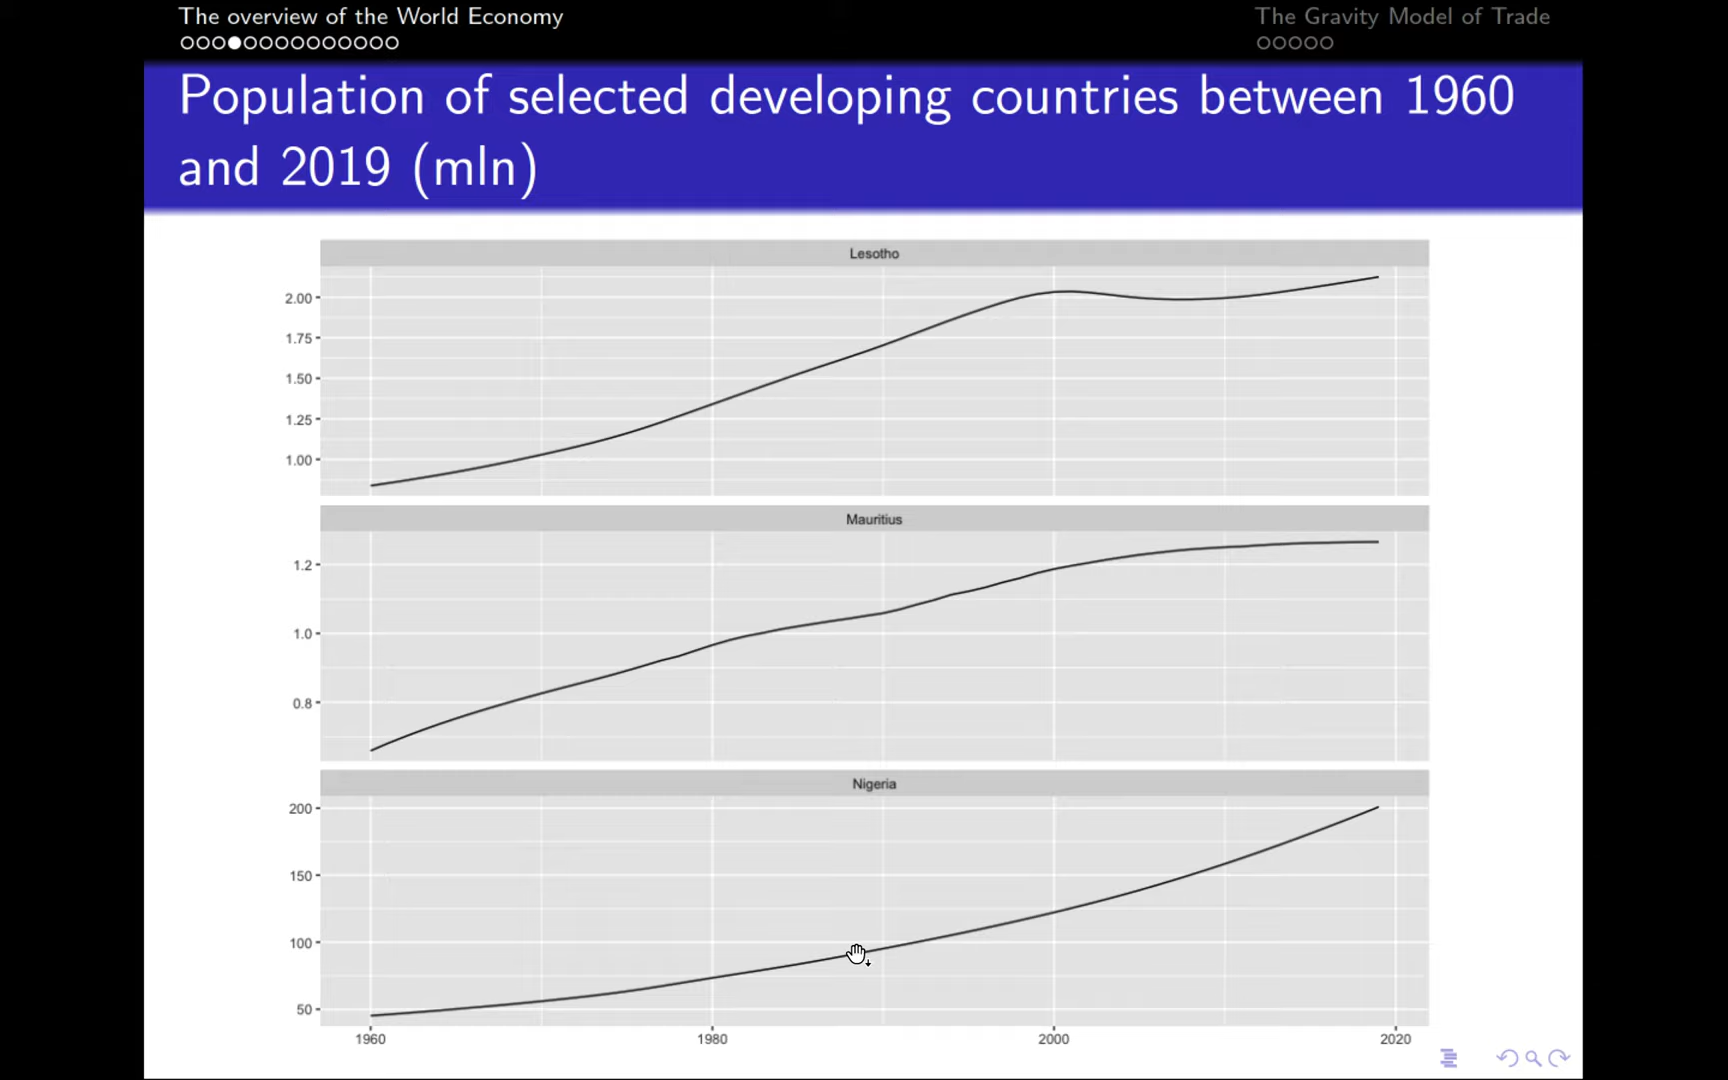 The overview of the World Economy
The Gravity Model of Trade
Population of selected developing countries between 1960
and 2019 (mln)
Lesotho
2.00
1.75
1.50
1.25
1.00
Mauritius
1.2
1.0
0.8
Nigeria
200
150
100
50
1960 1980 2000 2020